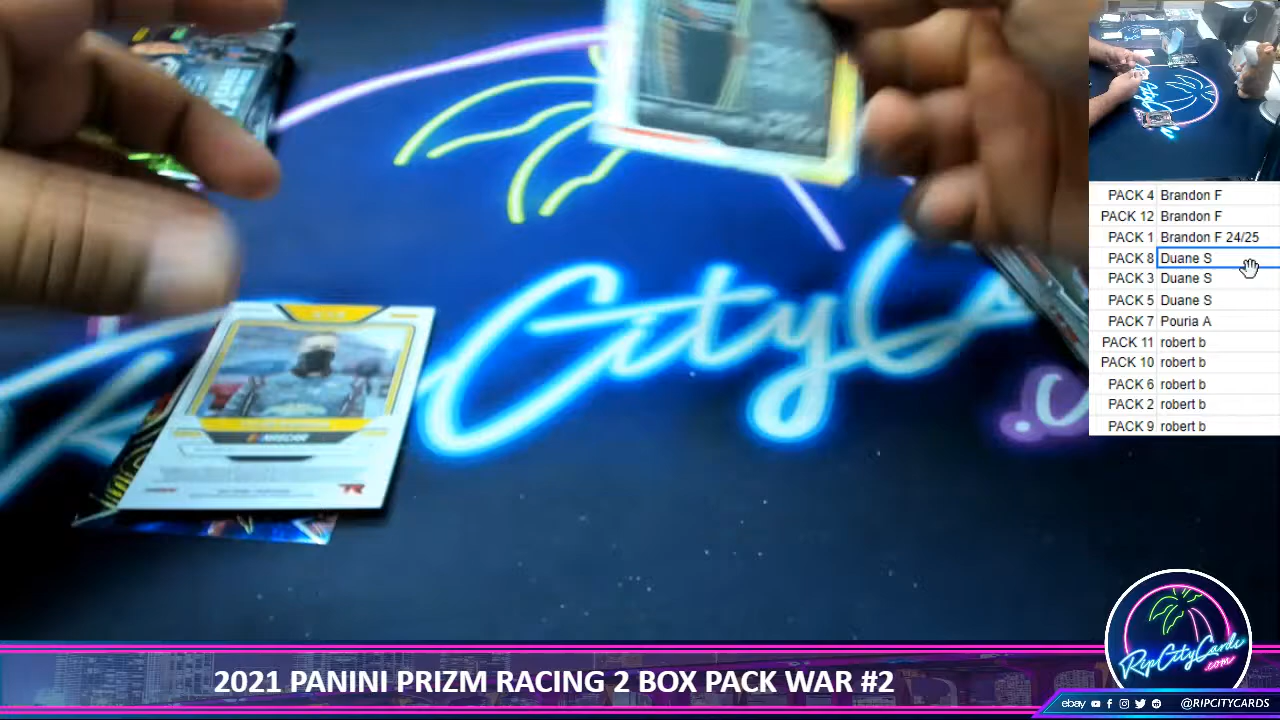 City C
.C
NASCAR
PACK 4 Brandon F
PACK 12 Brandon F
PACK 1 Brandon F 24/25
PACK 8 Duane S
PACK 3 Duane S
PACK 5 Duane S
PACK 7 Pouria A
PACK 11 robert b
PACK 10 robert b
PACK 6 robert b
PACK 2 robert b
PACK 9 robert b
RipCityCards
.com
2021 PANINI PRIZM RACING 2 BOX PACK WAR #2
ebay @RIPCITYCARDS